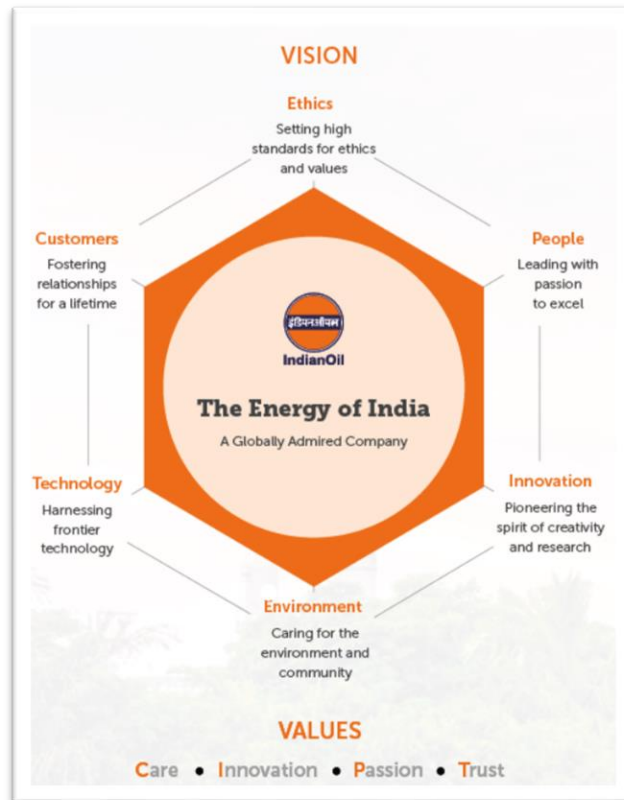 VISION
Ethics
Setting high
standards for ethics
and values
Customers
Fostering
relationships
for a lifetime
People
Leading with
passion
to excel
इंडियनऑयल
IndianOil
The Energy of India
A Globally Admired Company
Technology
Harnessing
frontier
technology
Innovation
Pioneering the
spirit of creativity
and research
Environment
Caring for the
environment and
community
VALUES
Care • Innovation • Passion • Trust